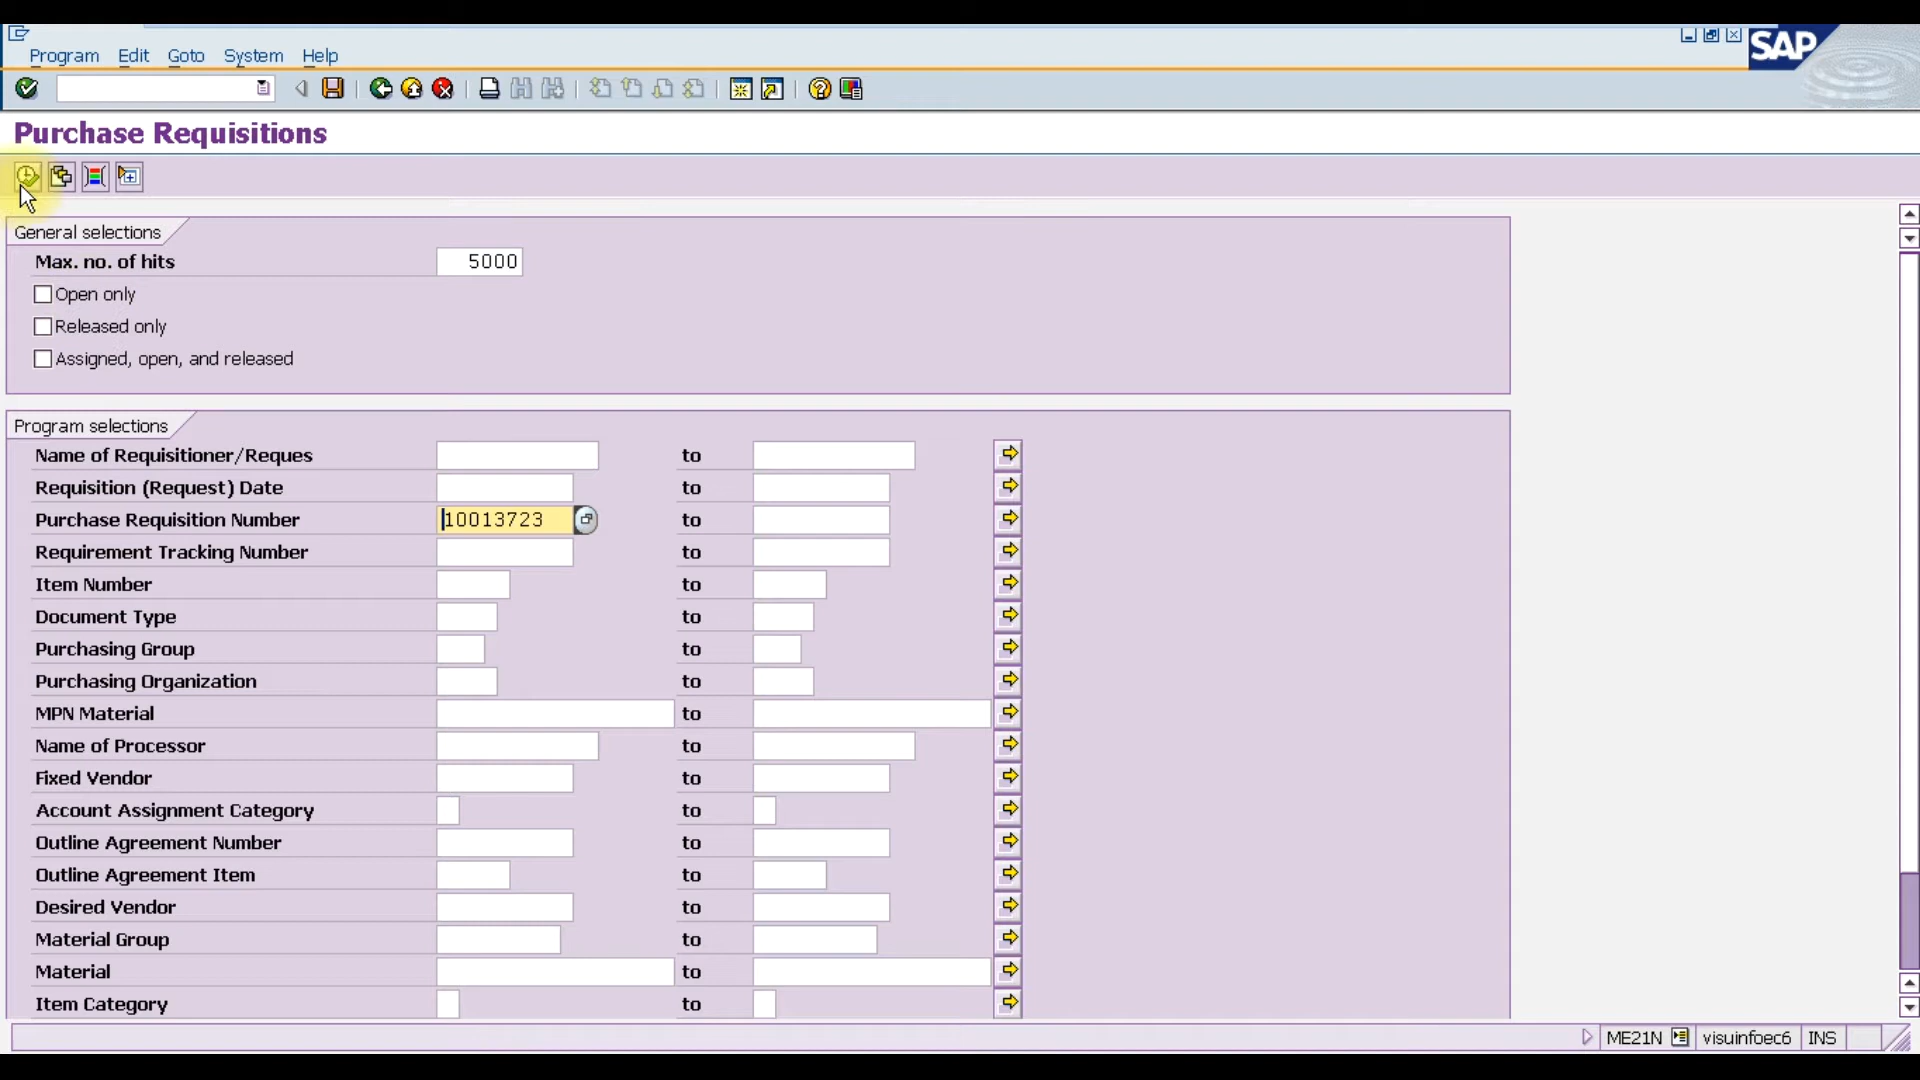 Program Edit Goto System Help
SAP
Purchase Requisitions
General selections
Max. no. of hits 5000
Open only
Released only
Assigned, open, and released
Program selections
Name of Requisitioner/Reques to
Requisition (Request) Date to
Purchase Requisition Number 10013723 to
Requirement Tracking Number to
Item Number to
Document Type to
Purchasing Group to
Purchasing Organization to
MPN Material to
Name of Processor to
Fixed Vendor to
Account Assignment Category to
Outline Agreement Number to
Outline Agreement Item to
Desired Vendor to
Material Group to
Material to
Item Category to
ME21N visuinfoec6 INS